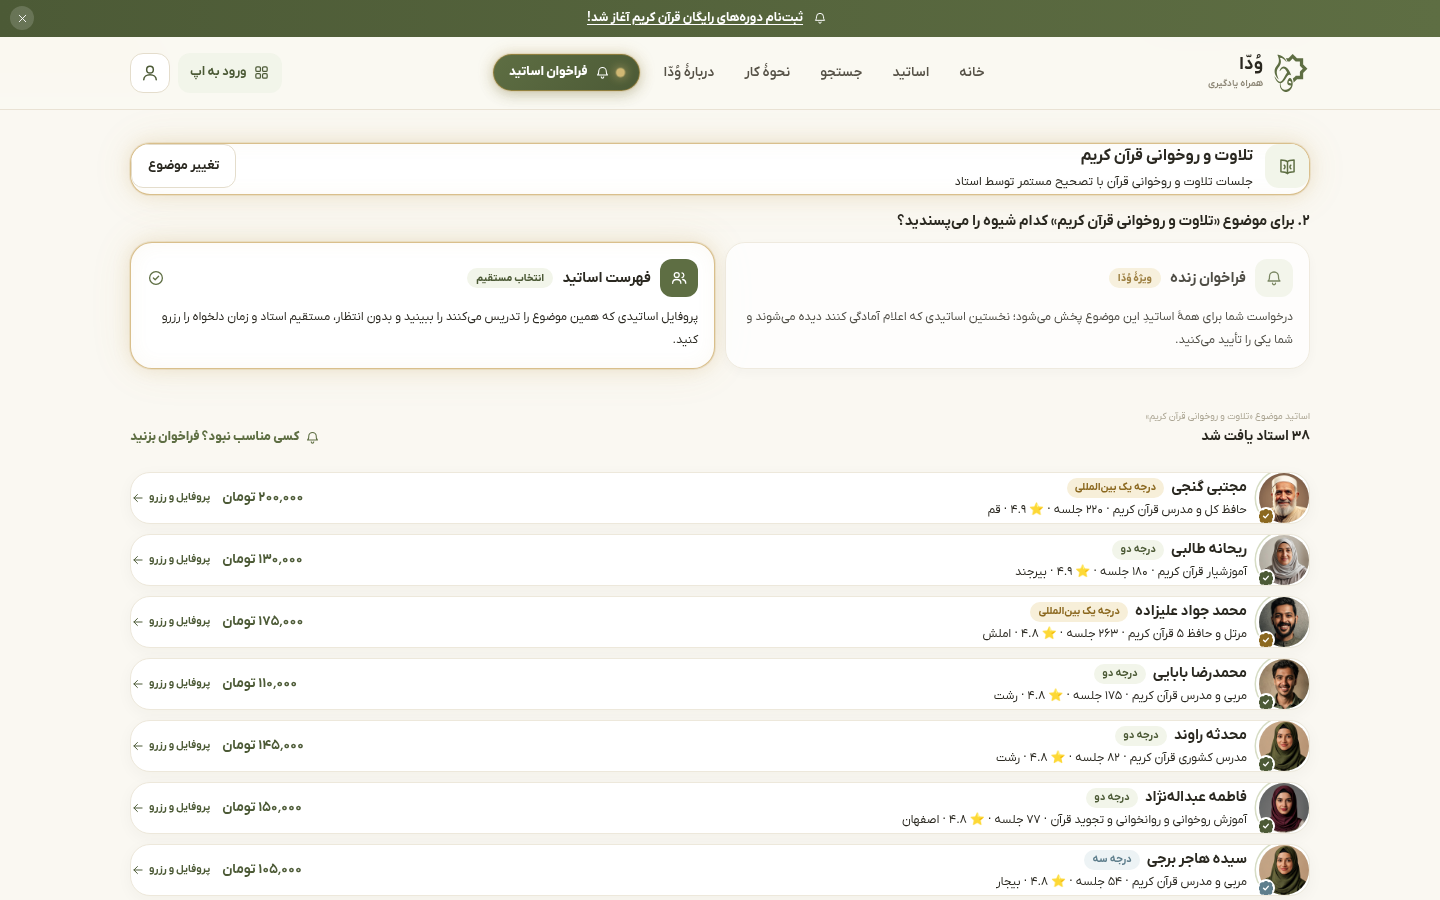 ثبت‌نام دوره‌های رایگان قرآن کریم آغاز شد!
وُدّا
همراه یادگیری
خانه
اساتید
جستجو
نحوهٔ کار
دربارهٔ وُدّا
فراخوان اساتید
ورود به اپ
تلاوت و روخوانی قرآن کریم
جلسات تلاوت و روخوانی قرآن با تصحیح مستمر توسط استاد
تغییر موضوع
۲. برای موضوع «تلاوت و روخوانی قرآن کریم» کدام شیوه را می‌پسندید؟
فراخوان زنده
ویژهٔ وُدّا
درخواست شما برای همهٔ اساتیدِ این موضوع پخش می‌شود؛ نخستین اساتیدی که اعلام آمادگی کنند دیده می‌شوند و
شما یکی را تأیید می‌کنید.
فهرست اساتید
انتخاب مستقیم
پروفایل اساتیدی که همین موضوع را تدریس می‌کنند را ببینید و بدون انتظار، مستقیم استاد و زمان دلخواه را رزرو
کنید.
اساتید موضوع «تلاوت و روخوانی قرآن کریم»
۳۸ استاد یافت شد
کسی مناسب نبود؟ فراخوان بزنید
مجتبی گنجی درجه یک بین‌المللی
حافظ کل و مدرس قرآن کریم · ۲۲۰ جلسه · ⭐ ۴.۹ · قم
۲۰۰٬۰۰۰ تومان
پروفایل و رزرو ←
ریحانه طالبی درجه دو
آموزشیار قرآن کریم · ۱۸۰ جلسه · ⭐ ۴.۹ · بیرجند
۱۳۰٬۰۰۰ تومان
پروفایل و رزرو ←
محمد جواد علیزاده درجه یک بین‌المللی
مرتل و حافظ ۵ قرآن کریم · ۲۶۳ جلسه · ⭐ ۴.۸ · املش
۱۷۵٬۰۰۰ تومان
پروفایل و رزرو ←
محمدرضا بابایی درجه دو
مربی و مدرس قرآن کریم · ۱۷۵ جلسه · ⭐ ۴.۸ · رشت
۱۱۰٬۰۰۰ تومان
پروفایل و رزرو ←
محدثه راوند درجه دو
مدرس کشوری قرآن کریم · ۸۲ جلسه · ⭐ ۴.۸ · رشت
۱۴۵٬۰۰۰ تومان
پروفایل و رزرو ←
فاطمه عبداله‌نژاد درجه دو
آموزش روخوانی و روانخوانی و تجوید قرآن · ۷۷ جلسه · ⭐ ۴.۸ · اصفهان
۱۵۰٬۰۰۰ تومان
پروفایل و رزرو ←
سیده هاجر برجی درجه سه
مربی و مدرس قرآن کریم · ۵۴ جلسه · ⭐ ۴.۸ · بیجار
۱۰۵٬۰۰۰ تومان
پروفایل و رزرو ←